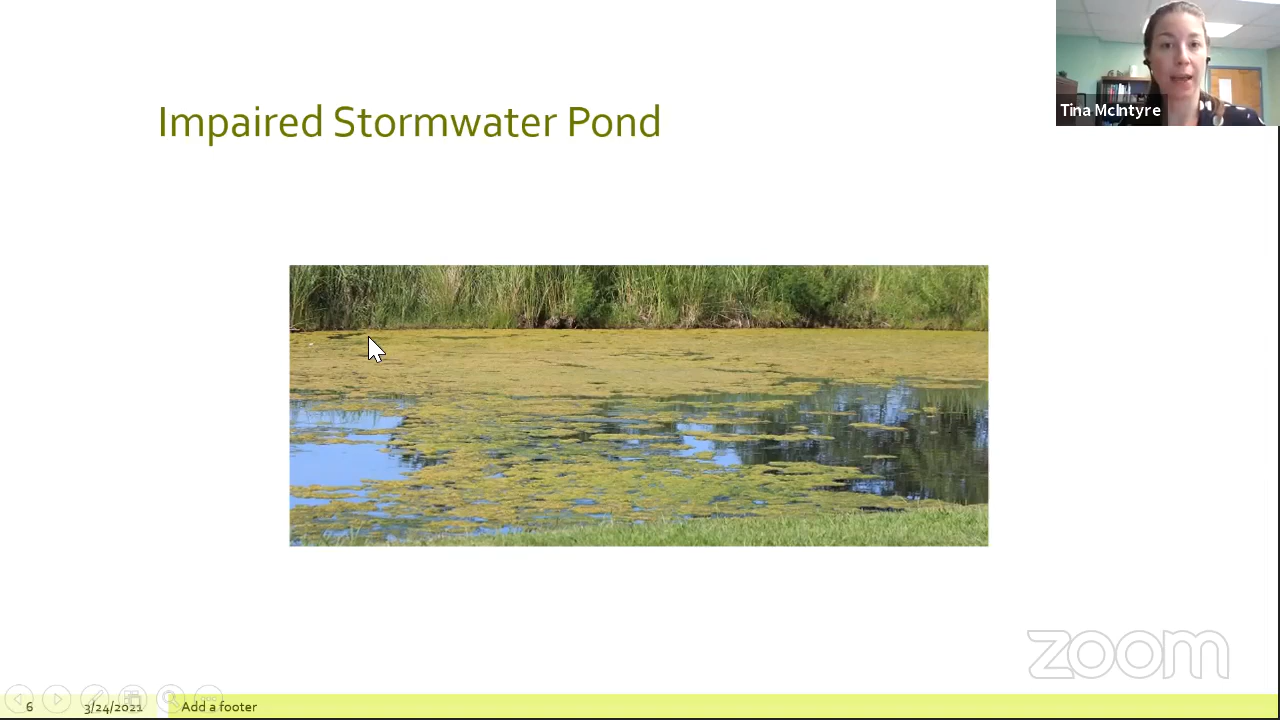 Impaired Stormwater Pond
Tina McIntyre
zoom
6
3/24/2021
Add a footer